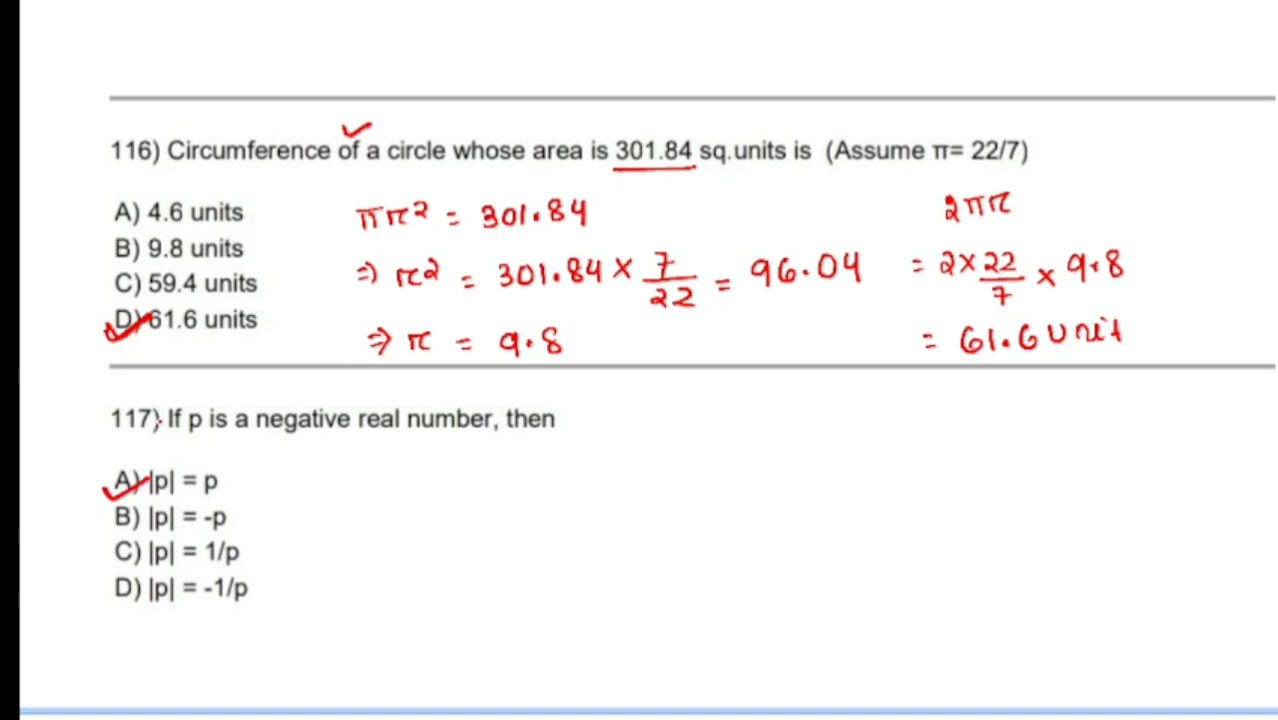 116) Circumference of a circle whose area is 301.84 sq.units is (Assume π= 22/7)
A) 4.6 units
B) 9.8 units
C) 59.4 units
D) 61.6 units
πr² = 301.84
⇒ r² = 301.84 × 7/22 = 96.04
⇒ r = 9.8
2πr
= 2 × 22/7 × 9.8
= 61.6 unit
117) If p is a negative real number, then
A) |p| = p
B) |p| = -p
C) |p| = 1/p
D) |p| = -1/p